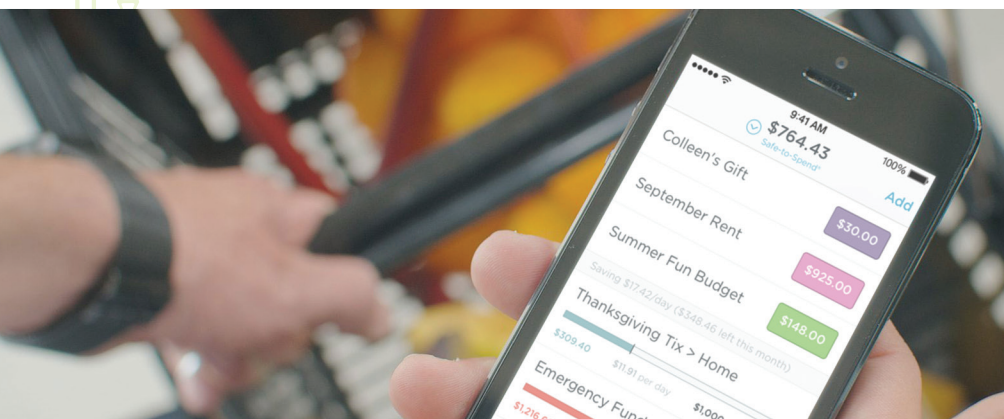 9:41 AM
100%
$764.43
Safe-to-Spend®
Add
Colleen's Gift
$30.00
September Rent
$925.00
Summer Fun Budget
$148.00
Saving $17.42/day ($348.46 left this month)
Thanksgiving Tix > Home
$309.40
$11.91 per day
$1,000
Emergency Fund